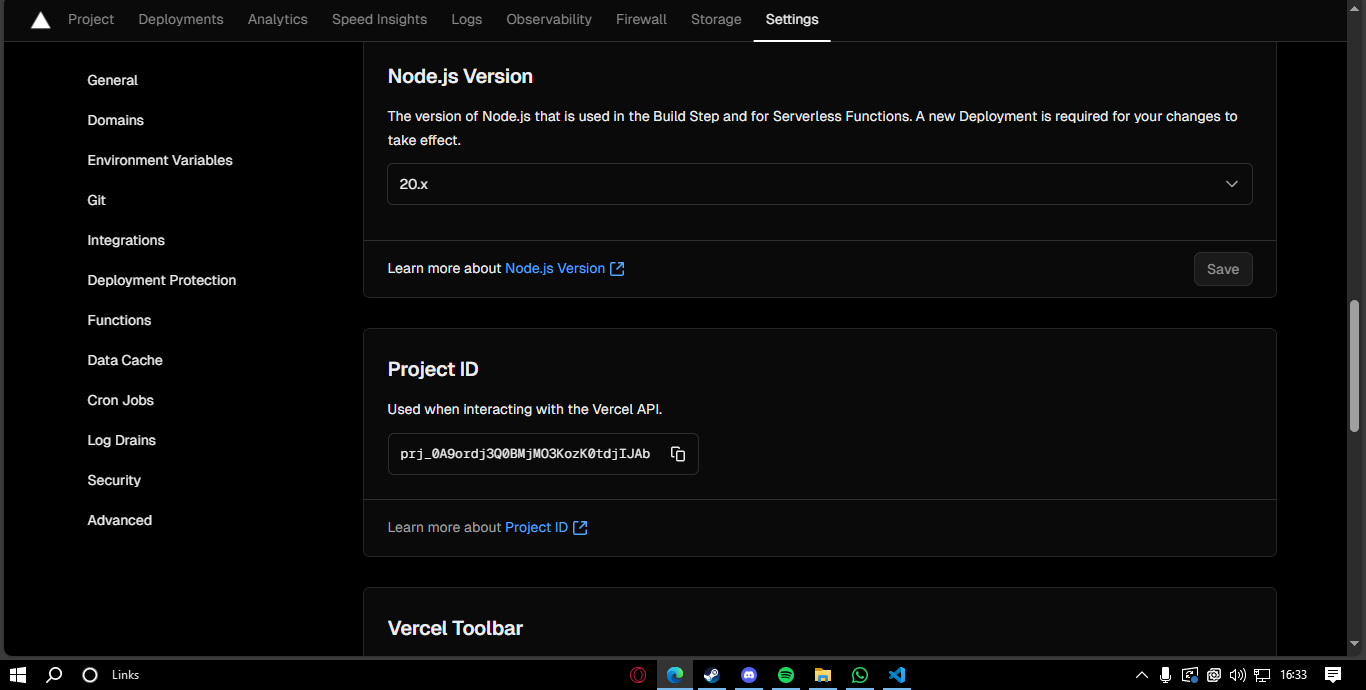 Project Deployments Analytics Speed Insights Logs Observability Firewall Storage Settings
General
Domains
Environment Variables
Git
Integrations
Deployment Protection
Functions
Data Cache
Cron Jobs
Log Drains
Security
Advanced
Node.js Version
The version of Node.js that is used in the Build Step and for Serverless Functions. A new Deployment is required for your changes to
take effect.
20.x
Learn more about Node.js Version
Save
Project ID
Used when interacting with the Vercel API.
prj_0A9ordj3Q0BMjMO3KozK0tdjIJAb
Learn more about Project ID
Vercel Toolbar
Links
16:33